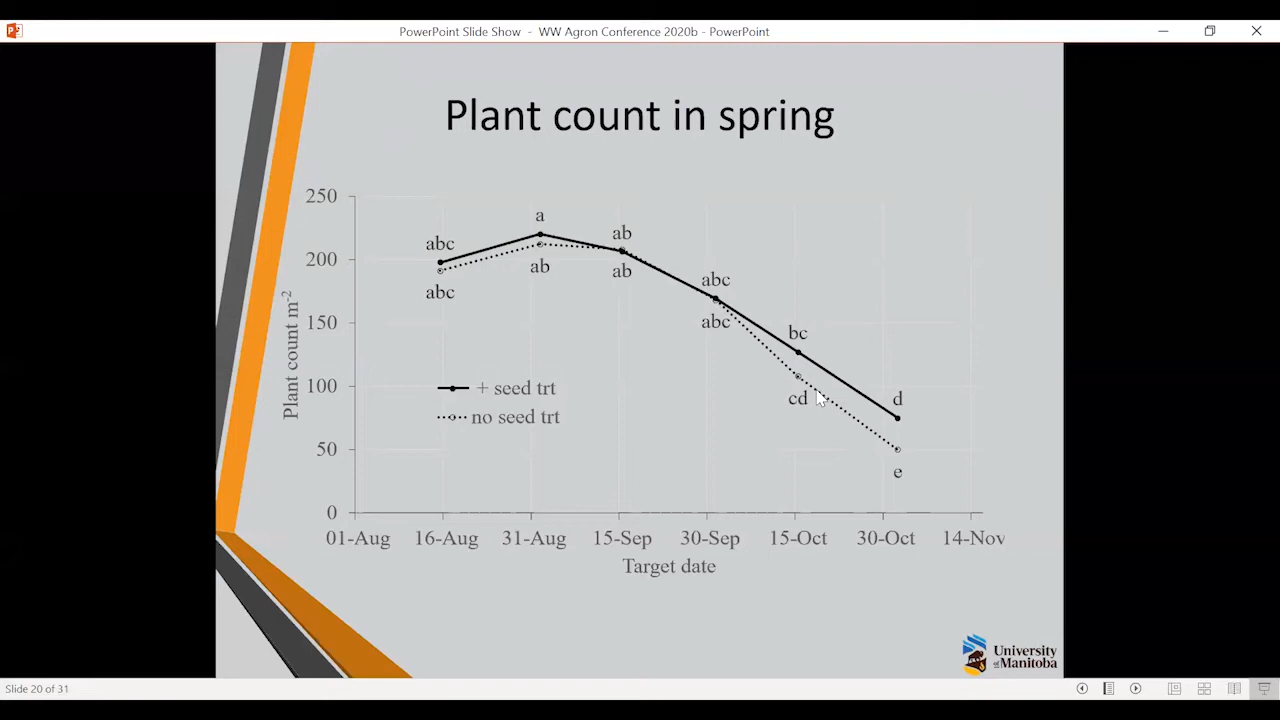 PowerPoint Slide Show - WW Agron Conference 2020b - PowerPoint
Plant count in spring
250
200
150
100
50
0
Plant count m-2
a
abc
ab
ab
abc
ab
abc
abc
bc
cd
d
e
+ seed trt
no seed trt
01-Aug 16-Aug 31-Aug 15-Sep 30-Sep 15-Oct 30-Oct 14-Nov
Target date
University
of Manitoba
Slide 20 of 31